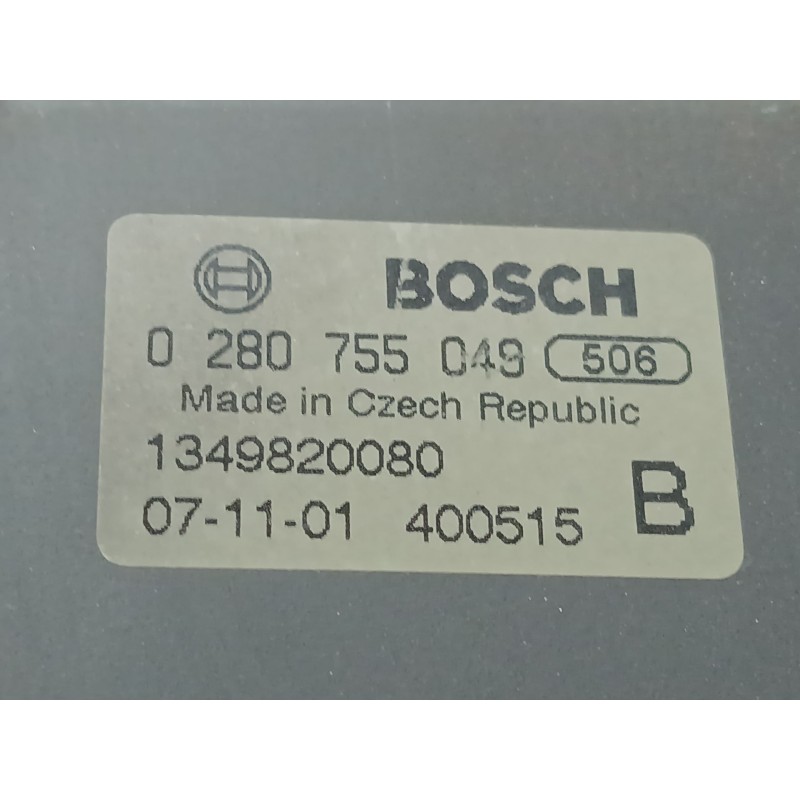 BOSCH
0 280 755 049 506
Made in Czech Republic
1349820080
07-11-01 400515 B